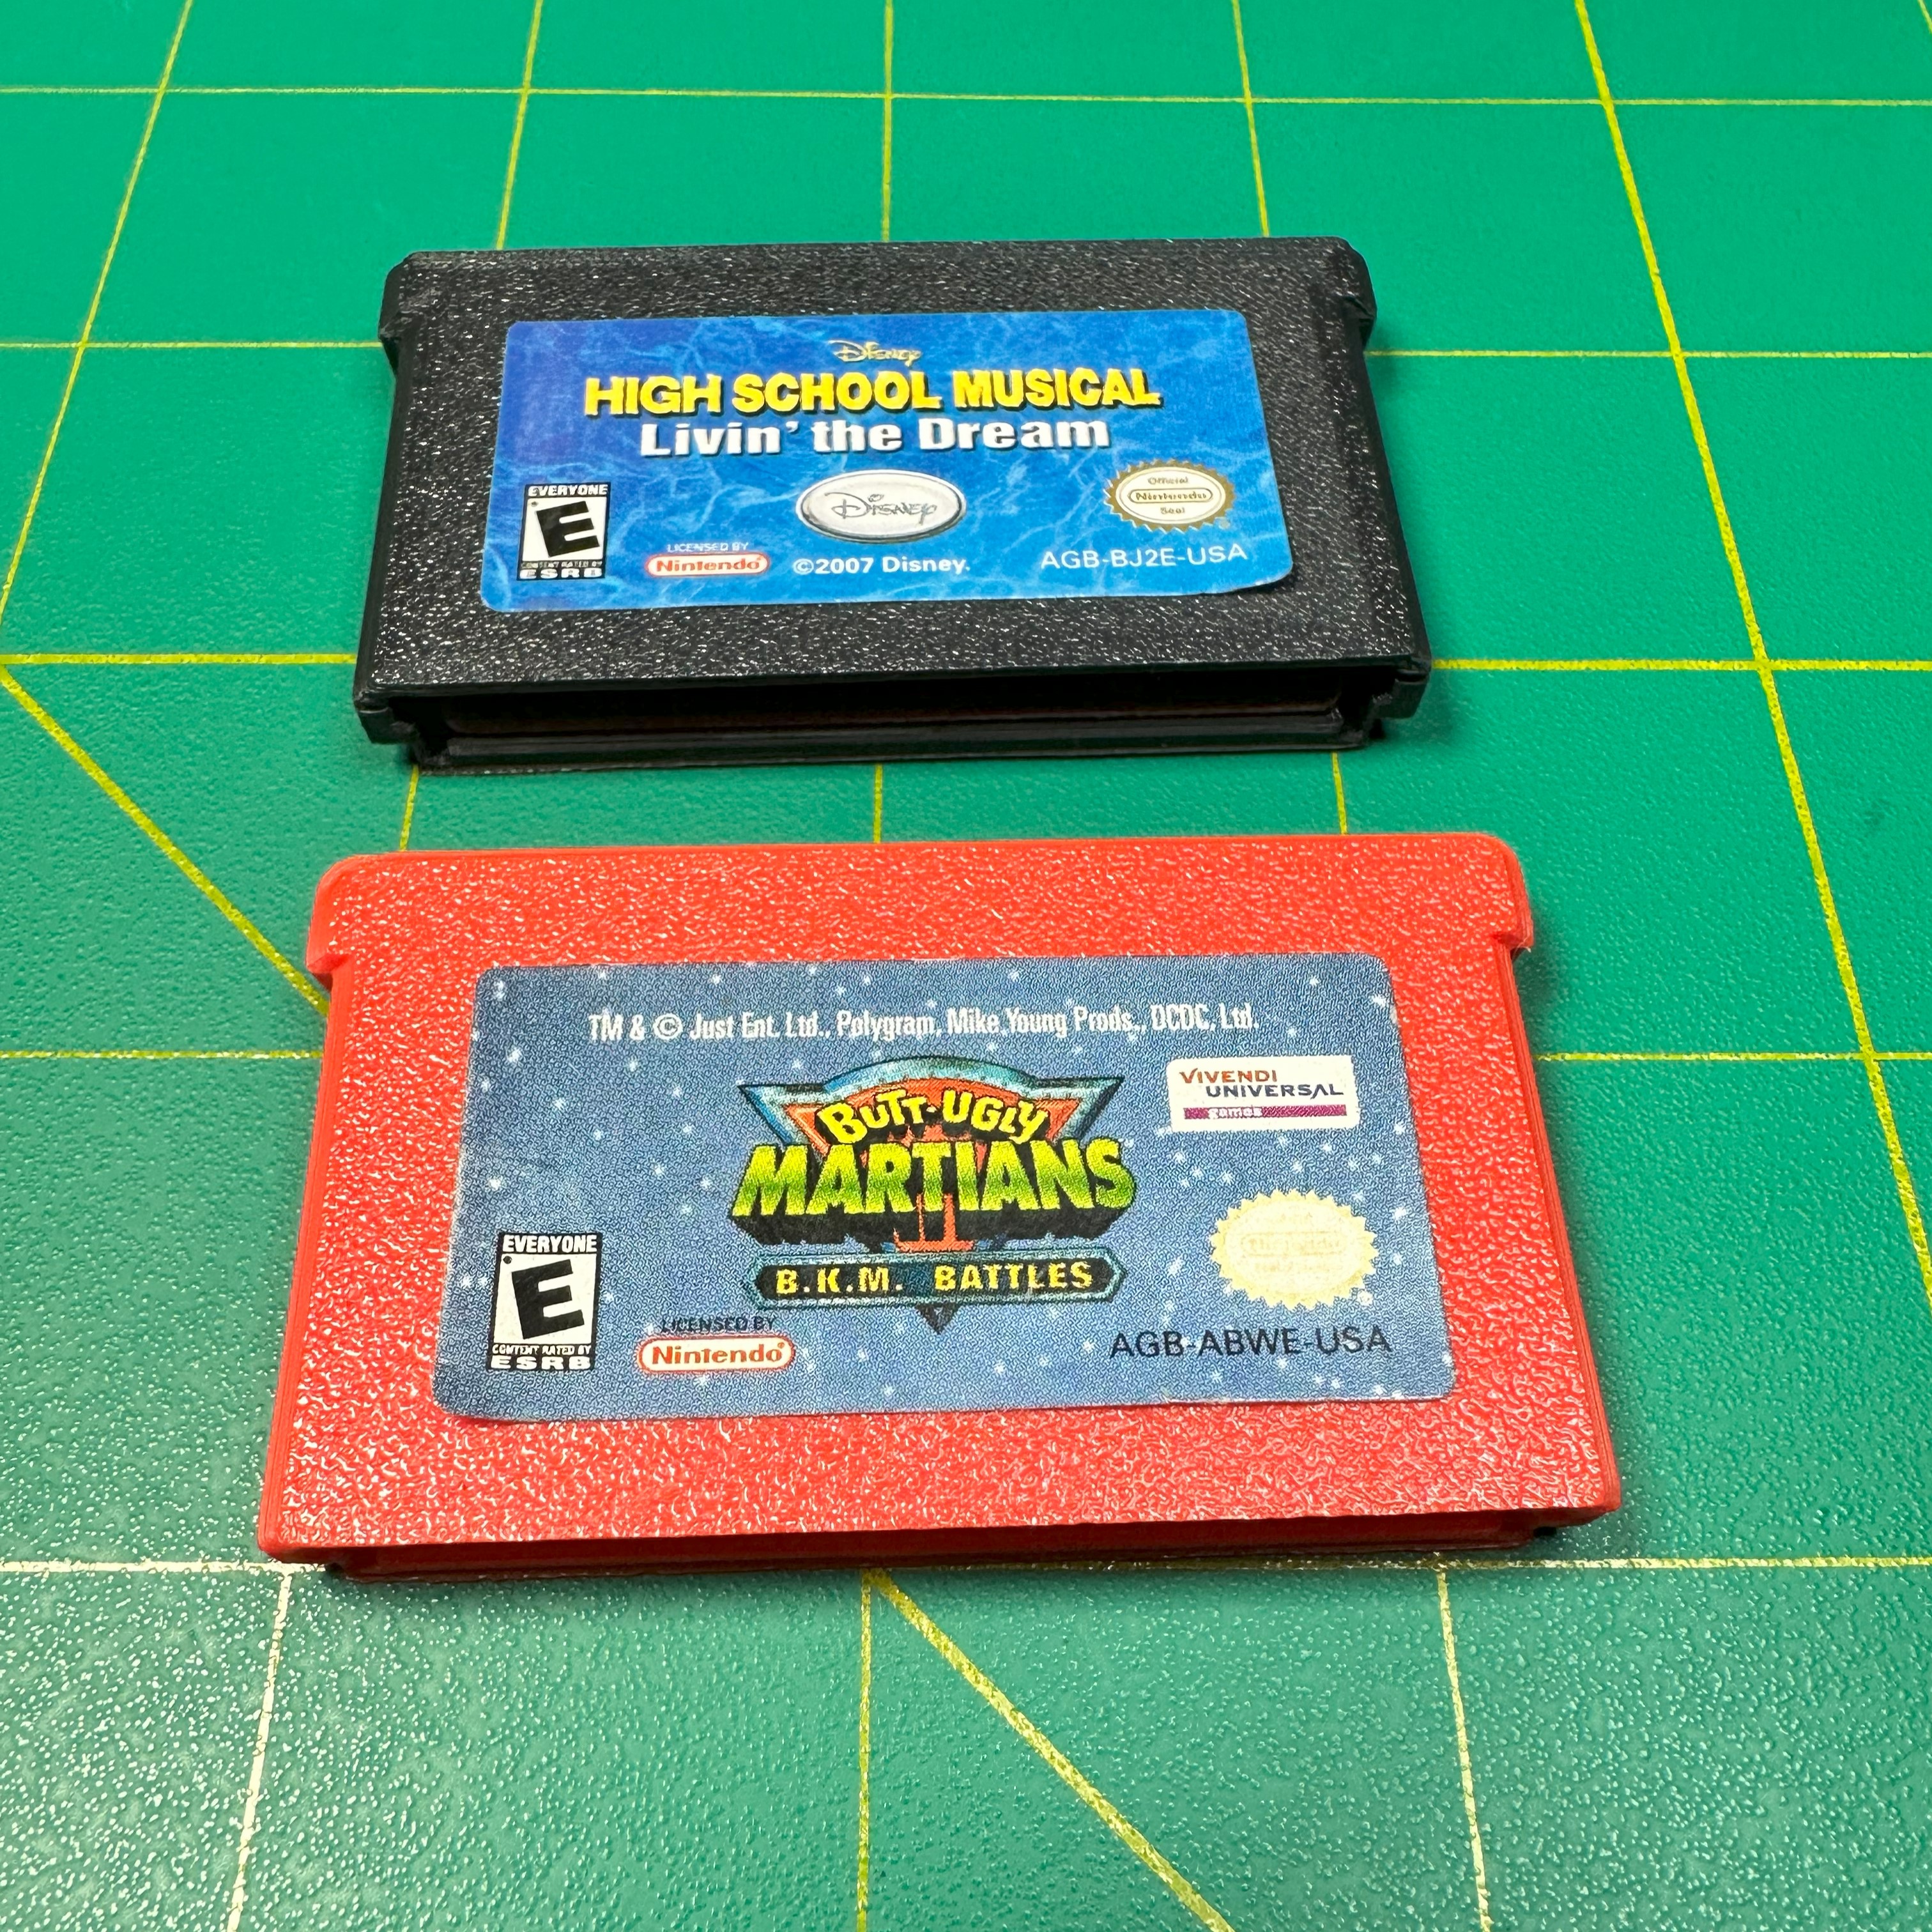 Disney
HIGH SCHOOL MUSICAL
Livin' the Dream
EVERYONE
E
CONTENT RATED BY
ESRB
LICENSED BY
Nintendo
Disney
©2007 Disney.
Official
Nintendo
Seal
AGB-BJ2E-USA
TM & © Just Ent. Ltd., Polygram, Mike Young Prods., DCDC, Ltd.
VIVENDI
UNIVERSAL
games
BUTT-UGLY
MARTIANS
B.K.M. BATTLES
EVERYONE
E
CONTENT RATED BY
ESRB
LICENSED BY
Nintendo
AGB-ABWE-USA